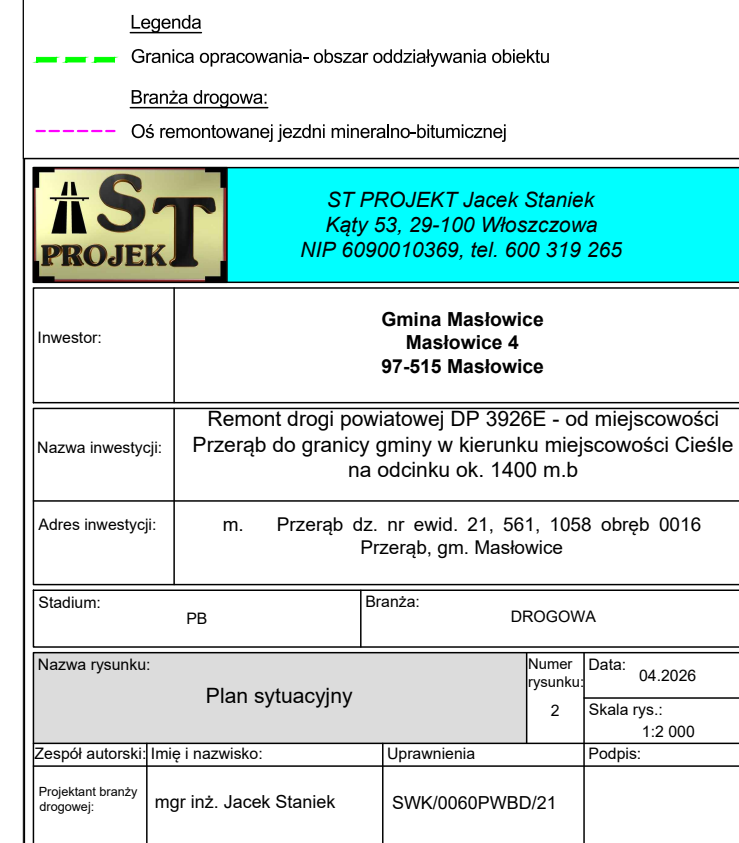 Legenda
Granica opracowania- obszar oddziaływania obiektu
Branża drogowa:
Oś remontowanej jezdni mineralno-bitumicznej
ST
PROJEKT
ST PROJEKT Jacek Staniek
Kąty 53, 29-100 Włoszczowa
NIP 6090010369, tel. 600 319 265
Inwestor:
Gmina Masłowice
Masłowice 4
97-515 Masłowice
Nazwa inwestycji:
Remont drogi powiatowej DP 3926E - od miejscowości
Przerąb do granicy gminy w kierunku miejscowości Cieśle
na odcinku ok. 1400 m.b
Adres inwestycji:
m. Przerąb dz. nr ewid. 21, 561, 1058 obręb 0016
Przerąb, gm. Masłowice
Stadium:
PB
Branża:
DROGOWA
Nazwa rysunku:
Plan sytuacyjny
Numer
rysunku:
2
Data: 04.2026
Skala rys.:
1:2 000
Zespół autorski: Imię i nazwisko: Uprawnienia Podpis:
Projektant branży
drogowej:
mgr inż. Jacek Staniek
SWK/0060PWBD/21